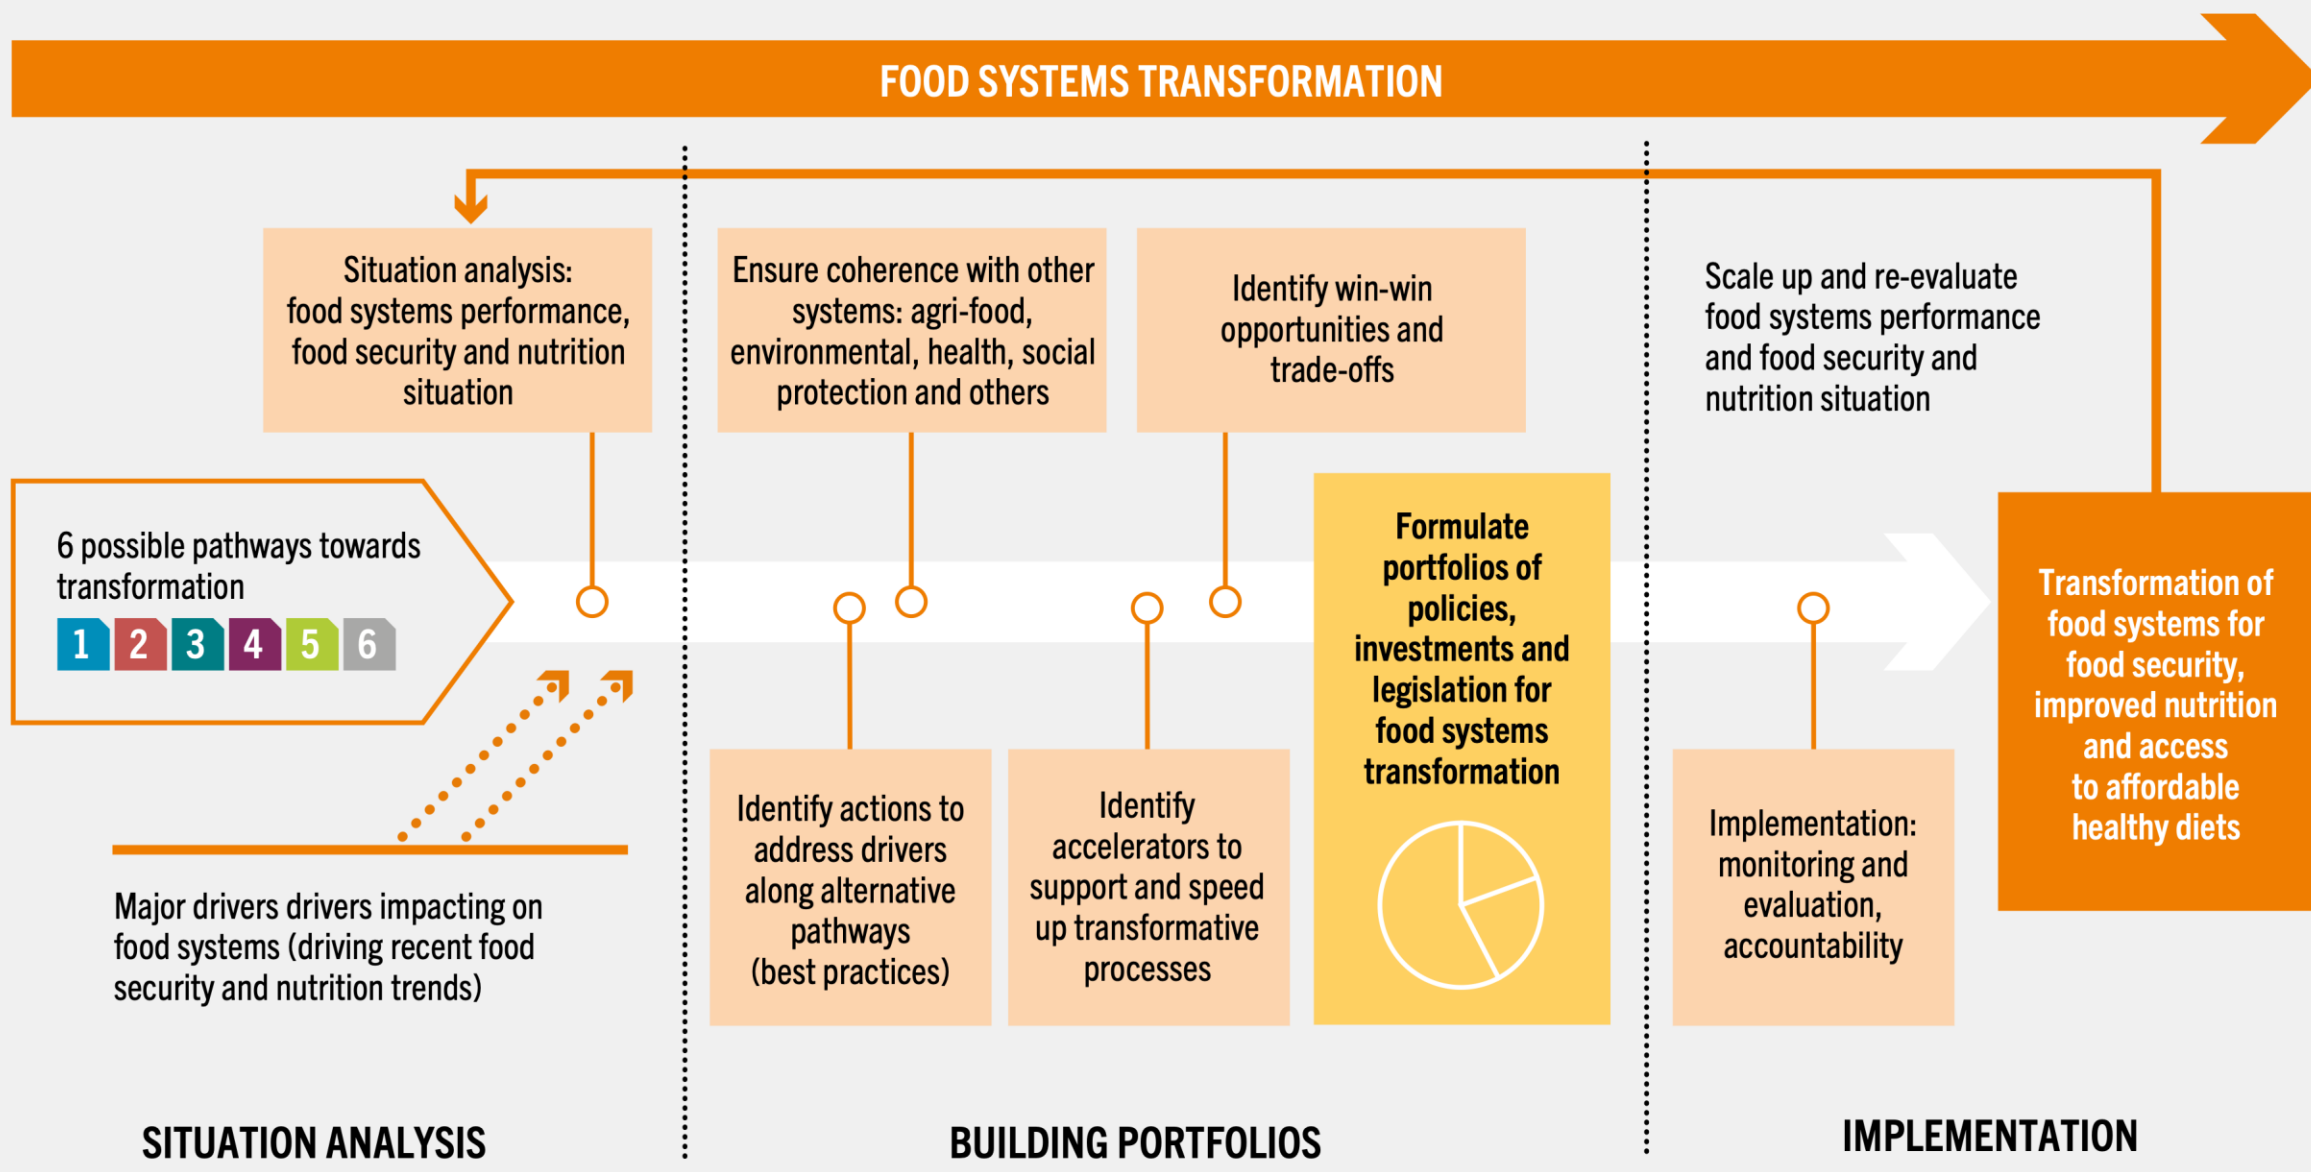 FOOD SYSTEMS TRANSFORMATION
Situation analysis:
food systems performance,
food security and nutrition
situation
Ensure coherence with other
systems: agri-food,
environmental, health, social
protection and others
Identify win-win
opportunities and
trade-offs
Scale up and re-evaluate
food systems performance
and food security and
nutrition situation
6 possible pathways towards
transformation
1 2 3 4 5 6
Formulate
portfolios of
policies,
investments and
legislation for
food systems
transformation
Transformation of
food systems for
food security,
improved nutrition
and access
to affordable
healthy diets
Major drivers drivers impacting on
food systems (driving recent food
security and nutrition trends)
Identify actions to
address drivers
along alternative
pathways
(best practices)
Identify
accelerators to
support and speed
up transformative
processes
Implementation:
monitoring and
evaluation,
accountability
SITUATION ANALYSIS
BUILDING PORTFOLIOS
IMPLEMENTATION